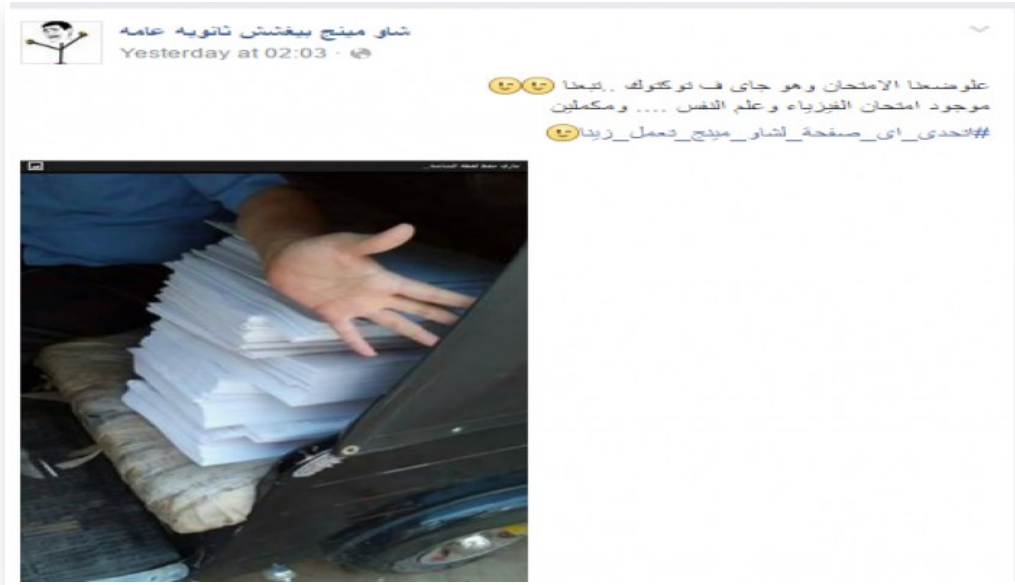 شاو مينج بيغشش ثانويه عامه
Yesterday at 02:03
علوضعنا الامتحان وهو جاى ف توكتوك ..تبعنا
موجود امتحان الفيزياء وعلم النفس .... ومكملين
#اتحدى_اى_صفحة_لشاو_مينج_تعمل_زينا